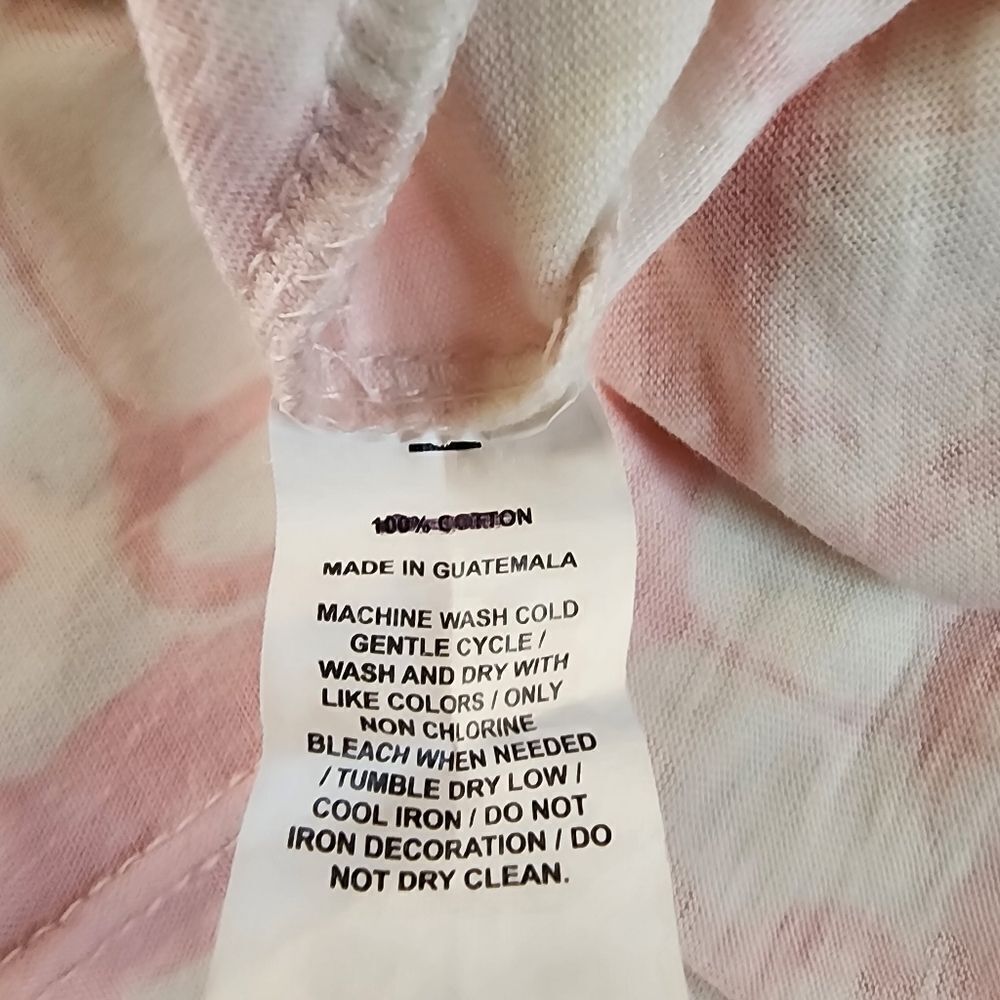 100% COTTON
MADE IN GUATEMALA
MACHINE WASH COLD
GENTLE CYCLE /
WASH AND DRY WITH
LIKE COLORS / ONLY
NON CHLORINE
BLEACH WHEN NEEDED
/ TUMBLE DRY LOW /
COOL IRON / DO NOT
IRON DECORATION / DO
NOT DRY CLEAN.